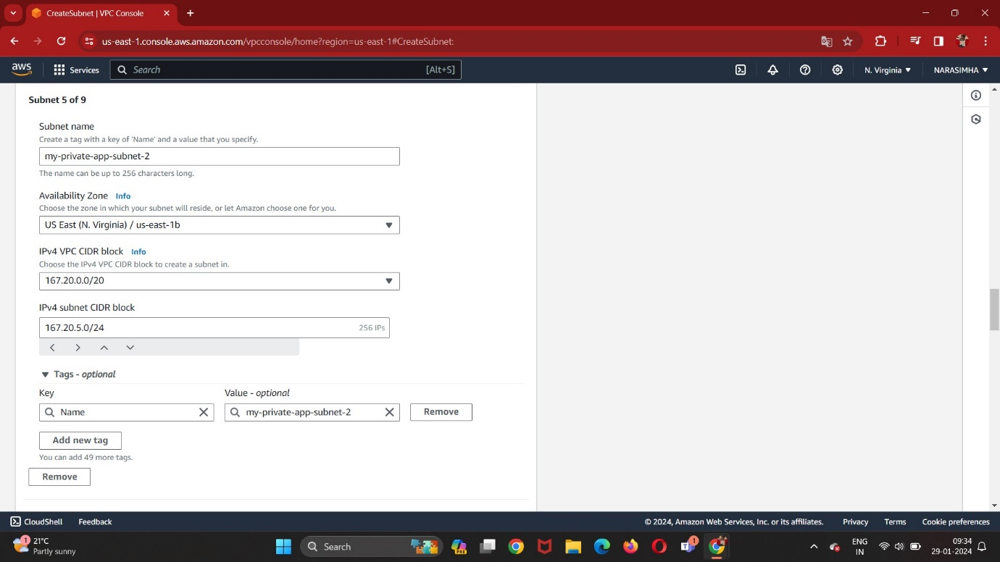 CreateSubnet | VPC Console
us-east-1.console.aws.amazon.com/vpcconsole/home?region=us-east-1#CreateSubnet:
aws
Services
Search
[Alt+S]
N. Virginia
NARASIMHA
Subnet 5 of 9
Subnet name
Create a tag with a key of 'Name' and a value that you specify.
my-private-app-subnet-2
The name can be up to 256 characters long.
Availability Zone Info
Choose the zone in which your subnet will reside, or let Amazon choose one for you.
US East (N. Virginia) / us-east-1b
IPv4 VPC CIDR block Info
Choose the IPv4 VPC CIDR block to create a subnet in.
167.20.0.0/20
IPv4 subnet CIDR block
167.20.5.0/24 256 IPs
Tags - optional
Key Value - optional
Name my-private-app-subnet-2 Remove
Add new tag
You can add 49 more tags.
Remove
CloudShell Feedback © 2024, Amazon Web Services, Inc. or its affiliates. Privacy Terms Cookie preferences
1
21°C
Partly sunny
Search
PRE
1
ENG
IN
09:34
29-01-2024